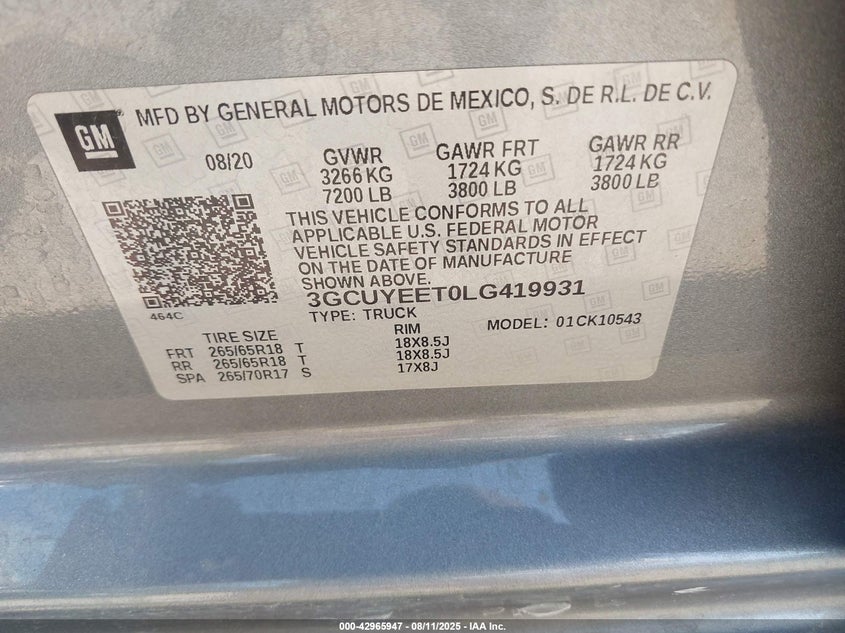 GM
MFD BY GENERAL MOTORS DE MEXICO, S. DE R.L. DE C.V.
08/20 GVWR GAWR FRT GAWR RR
3266 KG 1724 KG 1724 KG
7200 LB 3800 LB 3800 LB
THIS VEHICLE CONFORMS TO ALL
APPLICABLE U.S. FEDERAL MOTOR
VEHICLE SAFETY STANDARDS IN EFFECT
ON THE DATE OF MANUFACTURE
SHOWN ABOVE.
3GCUYEET0LG419931
464C
TYPE: TRUCK MODEL: 01CK10543
TIRE SIZE RIM
FRT 265/65R18 T 18X8.5J
RR 265/65R18 T 18X8.5J
SPA 265/70R17 S 17X8J
000-42965947 - 08/11/2025 - IAA Inc.